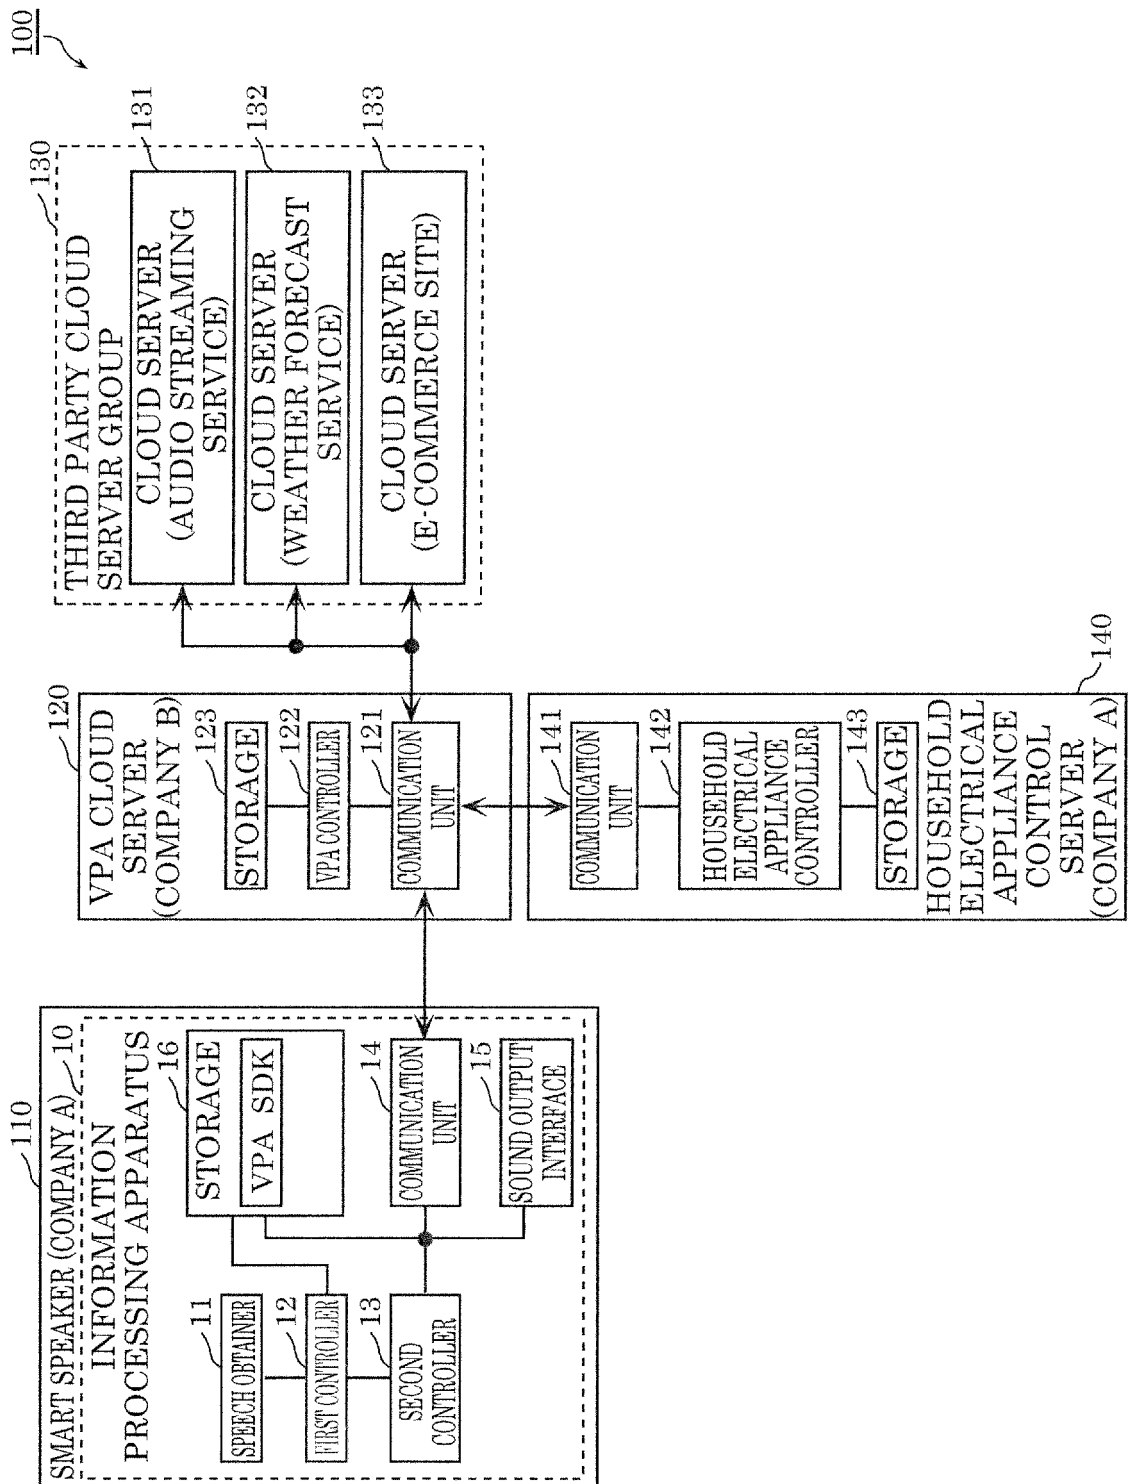 100
110
SMART SPEAKER (COMPANY A)
10
INFORMATION
PROCESSING APPARATUS
11
SPEECH OBTAINER
12
FIRST CONTROLLER
13
SECOND
CONTROLLER
16
STORAGE
VPA SDK
14
COMMUNICATION
UNIT
15
SOUND OUTPUT
INTERFACE
120
VPA CLOUD
SERVER
(COMPANY B)
123
STORAGE
122
VPA CONTROLLER
121
COMMUNICATION
UNIT
130
THIRD PARTY CLOUD
SERVER GROUP
131
CLOUD SERVER
(AUDIO STREAMING
SERVICE)
132
CLOUD SERVER
(WEATHER FORECAST
SERVICE)
133
CLOUD SERVER
(E-COMMERCE SITE)
141
COMMUNICATION
UNIT
142
HOUSEHOLD
ELECTRICAL
APPLIANCE
CONTROLLER
143
STORAGE
HOUSEHOLD
ELECTRICAL
APPLIANCE
CONTROL
SERVER
(COMPANY A)
140